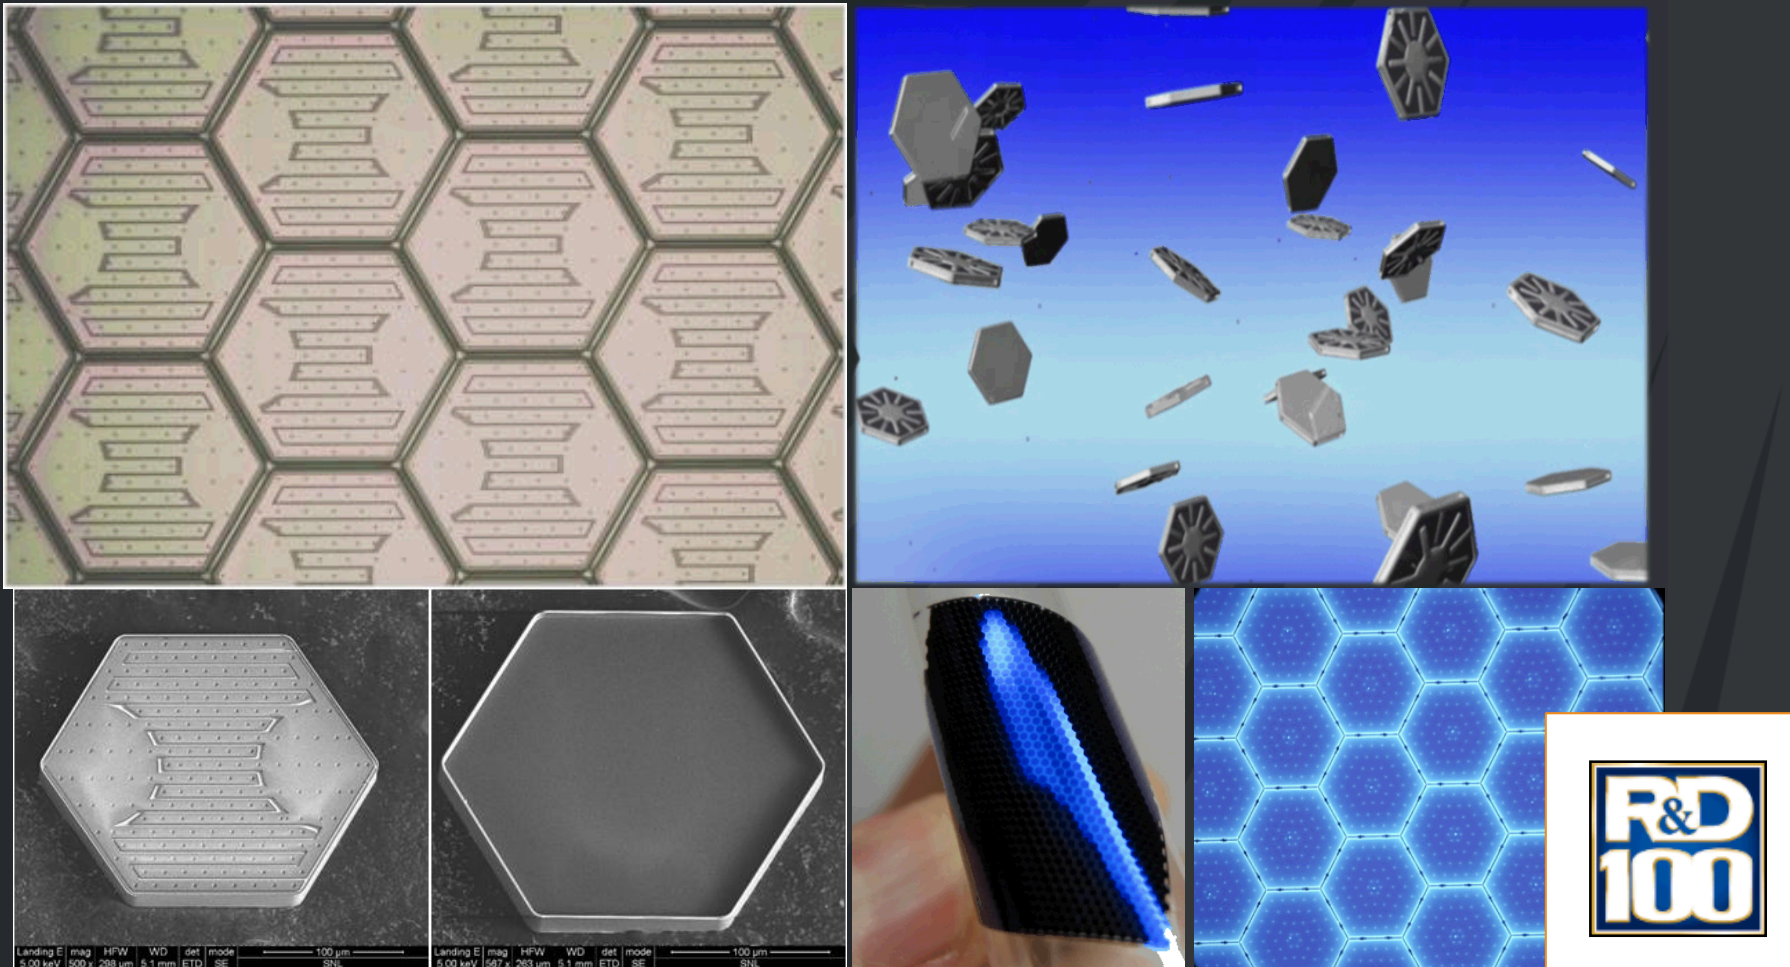 Landing E mag HFW WD det mode 100 µm
5.00 keV 500 x 298 µm 5.1 mm ETD SE SNL
Landing E mag HFW WD det mode 100 µm
5.00 keV 567 x 263 µm 5.1 mm ETD SE SNL
R&D
100